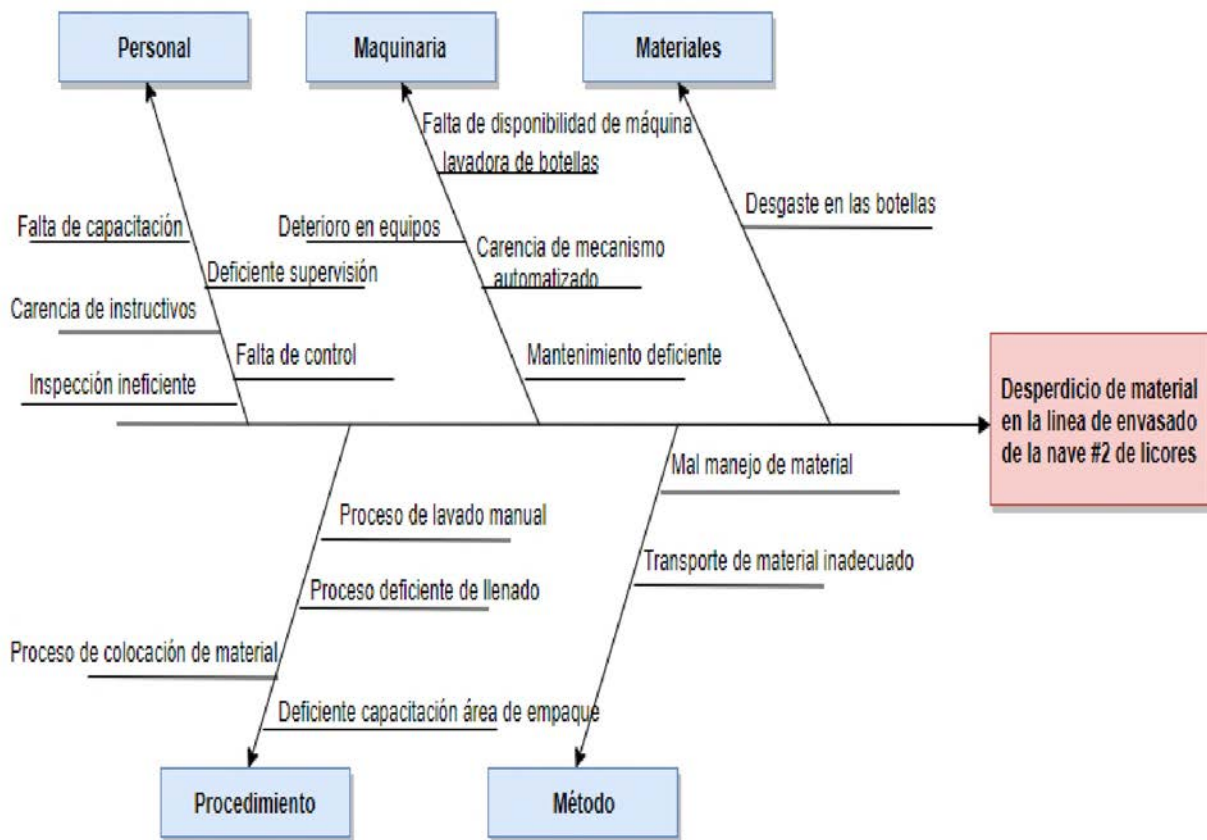 Personal
Maquinaria
Materiales
Falta de disponibilidad de máquina
lavadora de botellas
Desgaste en las botellas
Falta de capacitación
Deterioro en equipos
Carencia de mecanismo
automatizado
Deficiente supervisión
Carencia de instructivos
Falta de control
Mantenimiento deficiente
Inspección ineficiente
Desperdicio de material
en la linea de envasado
de la nave #2 de licores
Mal manejo de material
Proceso de lavado manual
Transporte de material inadecuado
Proceso deficiente de llenado
Proceso de colocación de material
Deficiente capacitación área de empaque
Procedimiento
Método